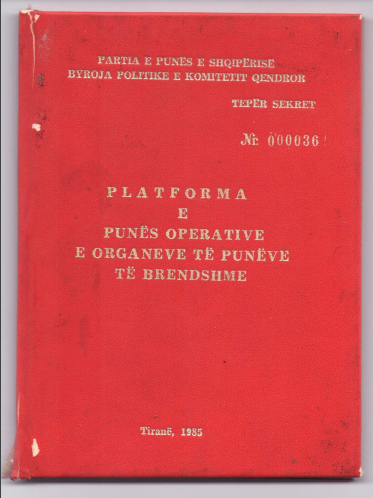 PARTIA E PUNËS E SHQIPËRISË
BYROJA POLITIKE E KOMITETIT QENDROR
TEPËR SEKRET
Nr. 000036
PLATFORMA
E
PUNËS OPERATIVE
E ORGANEVE TË PUNËVE
TË BRENDSHME
Tiranë, 1985